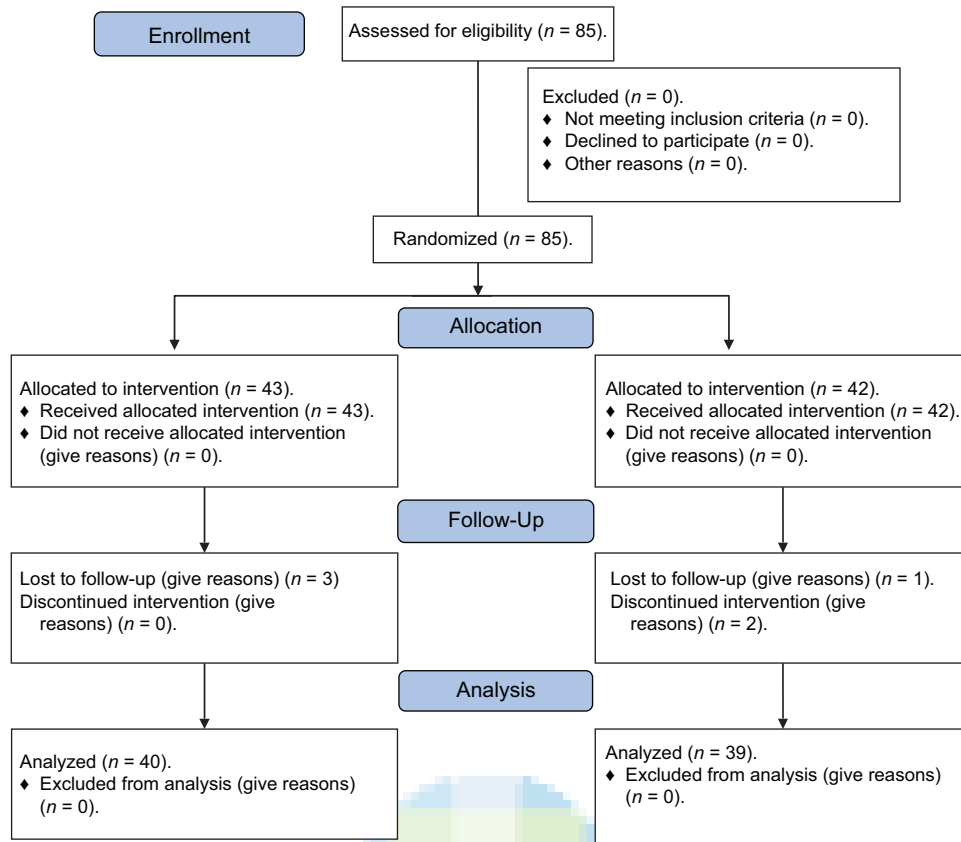 Enrollment
Assessed for eligibility (n = 85).
Excluded (n = 0).
♦ Not meeting inclusion criteria (n = 0).
♦ Declined to participate (n = 0).
♦ Other reasons (n = 0).
Randomized (n = 85).
Allocation
Allocated to intervention (n = 43).
♦ Received allocated intervention (n = 43).
♦ Did not receive allocated intervention
(give reasons) (n = 0).
Allocated to intervention (n = 42).
♦ Received allocated intervention (n = 42).
♦ Did not receive allocated intervention
(give reasons) (n = 0).
Follow-Up
Lost to follow-up (give reasons) (n = 3)
Discontinued intervention (give
reasons) (n = 0).
Lost to follow-up (give reasons) (n = 1).
Discontinued intervention (give
reasons) (n = 2).
Analysis
Analyzed (n = 40).
♦ Excluded from analysis (give reasons)
(n = 0).
Analyzed (n = 39).
♦ Excluded from analysis (give reasons)
(n = 0).